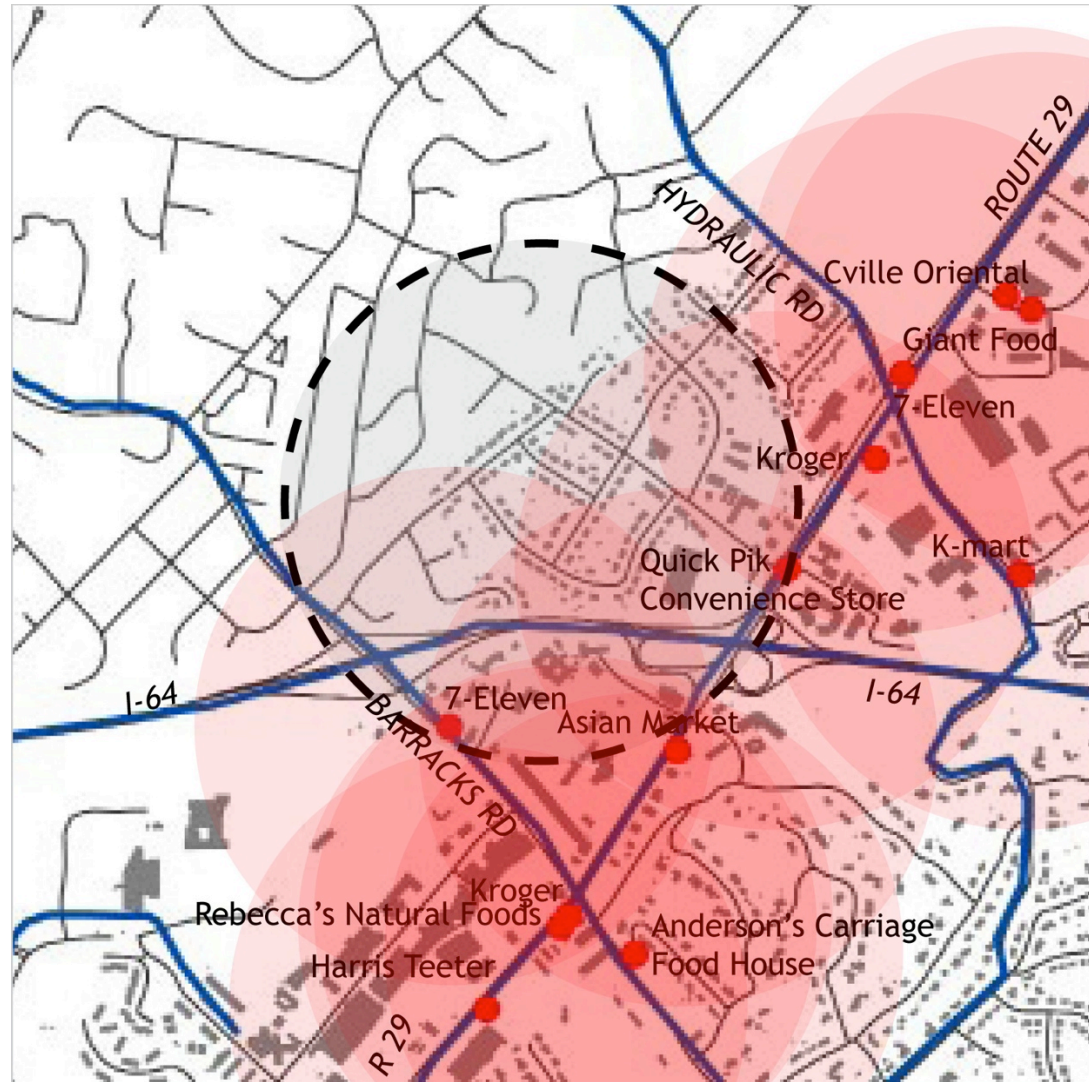 ROUTE 29
HYDRAULIC RD
Cville Oriental
Giant Food
7-Eleven
Kroger
K-mart
Quick Pik
Convenience Store
I-64
I-64
7-Eleven
Asian Market
BARRACKS RD
Kroger
Rebecca’s Natural Foods
Anderson’s Carriage
Food House
Harris Teeter
R 29